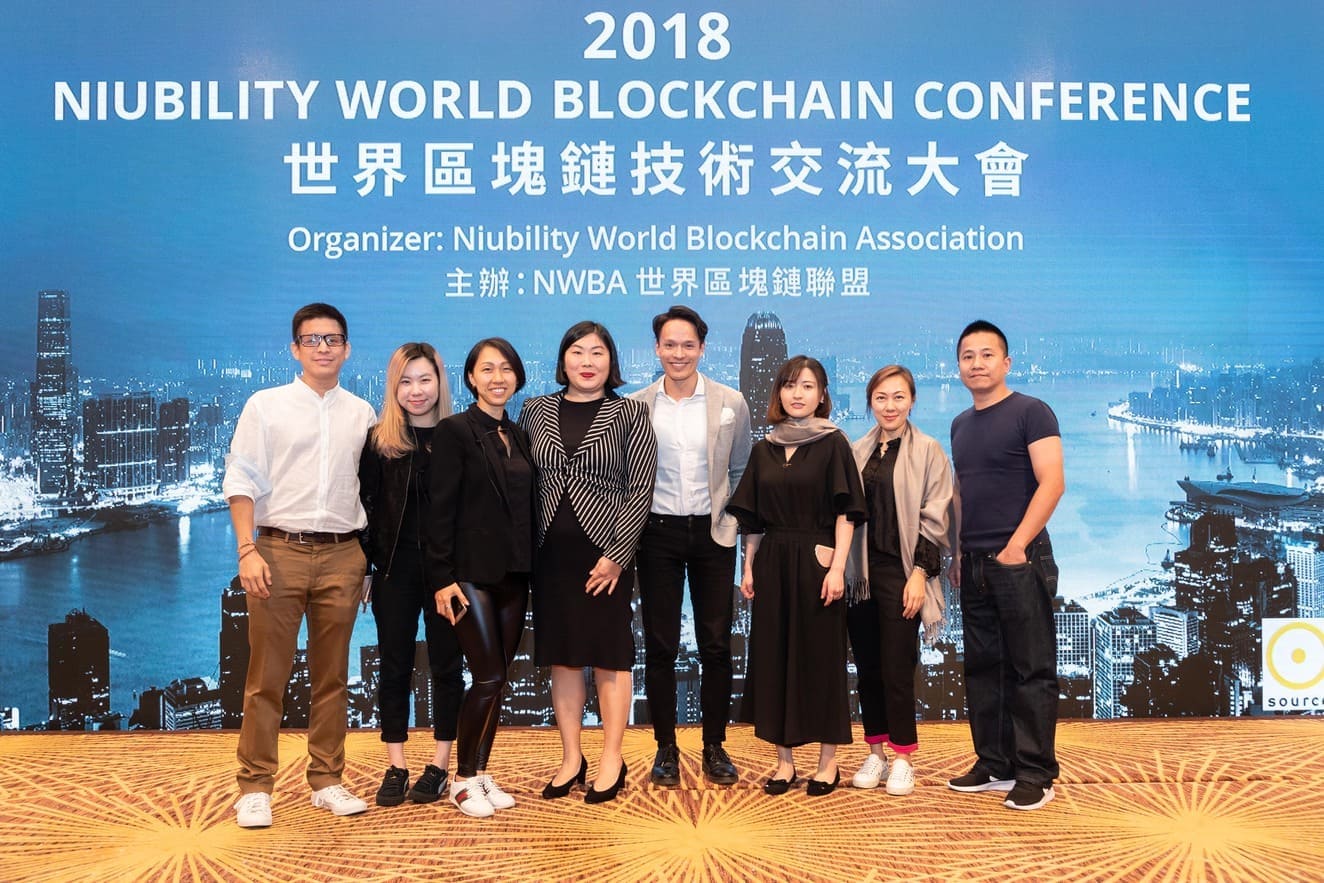 2018
NIUBILITY WORLD BLOCKCHAIN CONFERENCE
世界區塊鏈技術交流大會
Organizer: Niubility World Blockchain Association
主辦：NWBA 世界區塊鏈聯盟
source